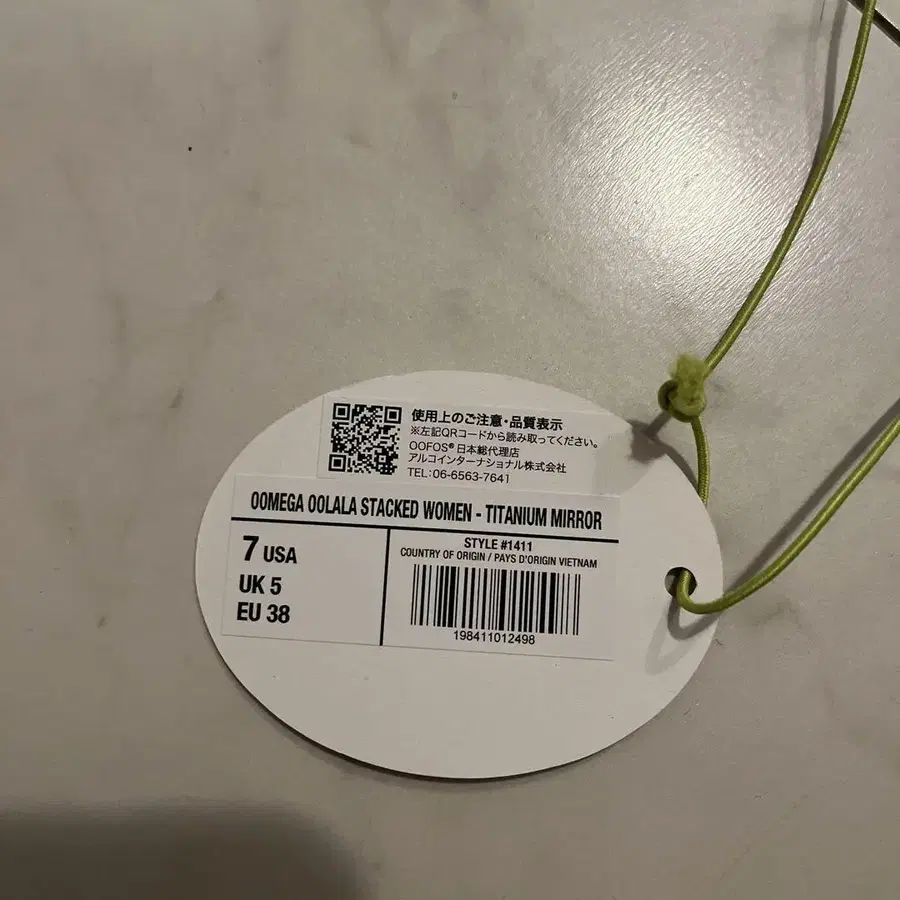 使用上のご注意・品質表示
※左記QRコードから読み取ってください。
OOFOS® 日本総代理店
アルコインターナショナル株式会社
TEL:06-6563-7641
OOMEGA OOLALA STACKED WOMEN - TITANIUM MIRROR
7 USA
UK 5
EU 38
STYLE #1411
COUNTRY OF ORIGIN / PAYS D'ORIGIN VIETNAM
198411012498